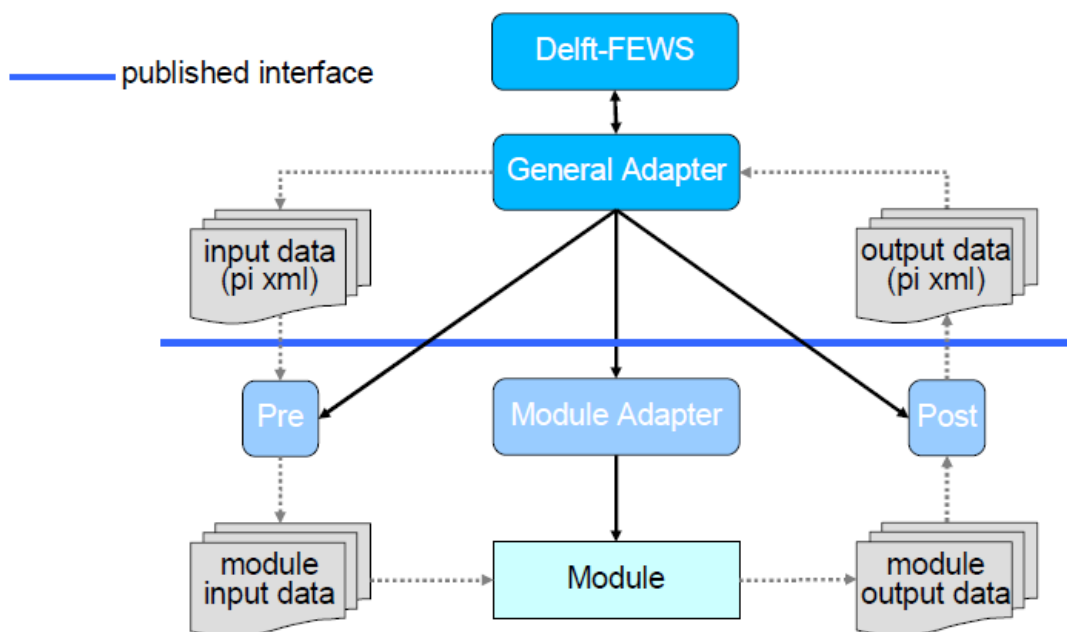 Delft-FEWS
published interface
General Adapter
input data
(pi xml)
output data
(pi xml)
Pre
Module Adapter
Post
module
input data
Module
module
output data